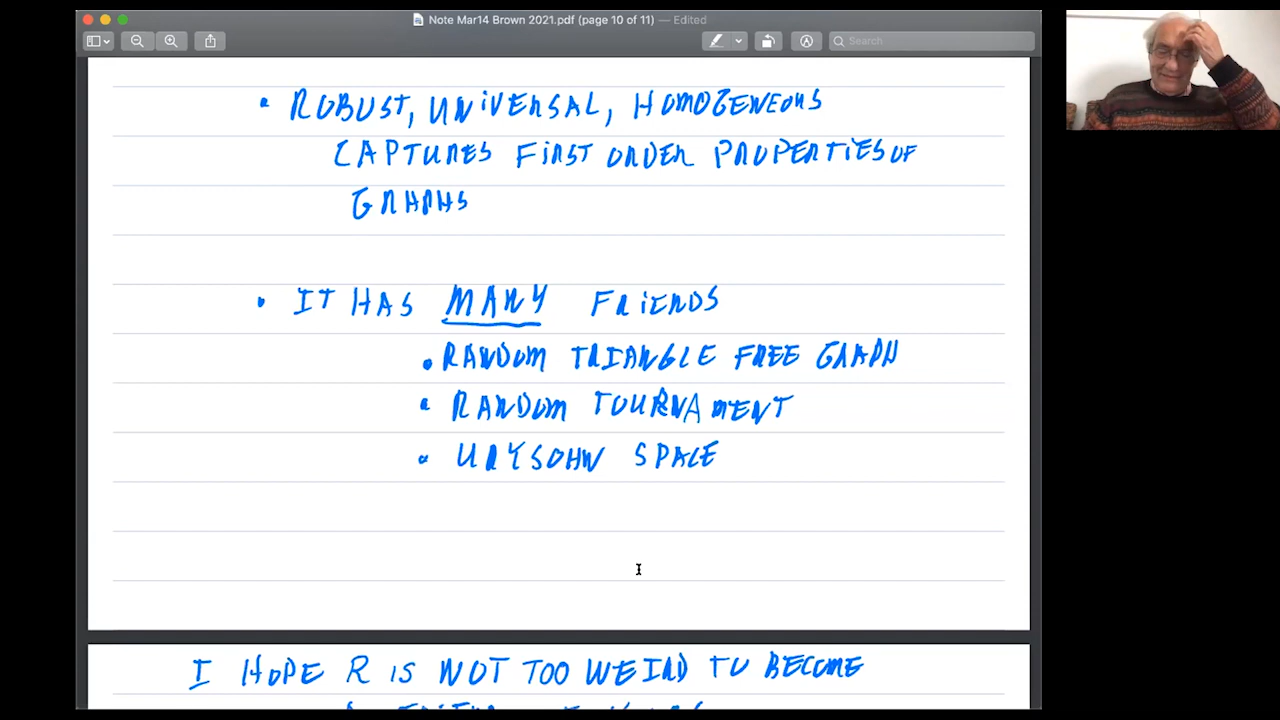 Note Mar14 Brown 2021.pdf (page 10 of 11) — Edited
Search
• ROBUST, UNIVERSAL, HOMOGENEOUS
CAPTURES FIRST ORDER PROPERTIES OF
GRAPHS
• IT HAS MANY FRIENDS
• RANDOM TRIANGLE FREE GRAPH
• RANDOM TOURNAMENT
• URYSOHN SPACE
I HOPE R IS NOT TOO WEIRD TO BECOME